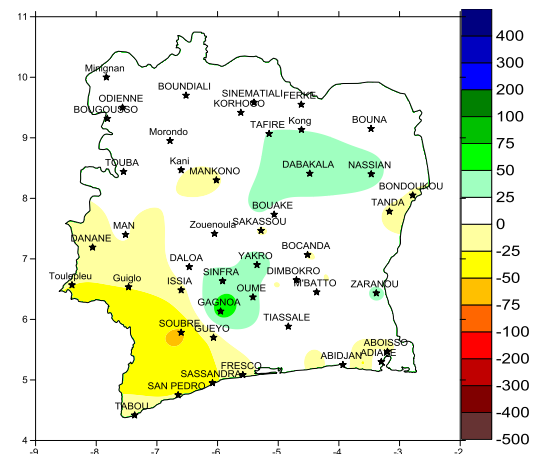 11
10
9
8
7
6
5
4
-9
-8
-7
-6
-5
-4
-3
-2
Minignan
ODIENNE
BOUGOUSSO
BOUNDIALI
SINEMATIALI
FERKE
KORHOGO
TAFIRE
Kong
BOUNA
Morondo
TOUBA
Kani
MANKONO
DABAKALA
NASSIAN
BONDOUKOU
TANDA
BOUAKE
SAKASSOU
Zouenoula
MAN
DANANE
BOCANDA
YAKRO
DALOA
DIMBOKRO
SINFRA
Toulepleu
Guiglo
ISSIA
OUME
M'BATTO
ZARANOU
GAGNOA
SOUBRE
GUEYO
TIASSALE
ABOISSO
ADIAKE
ABIDJAN
FRESCO
SASSANDRA
SAN PEDRO
TABOU
400
300
200
100
75
50
25
0
-25
-50
-75
-100
-200
-300
-500